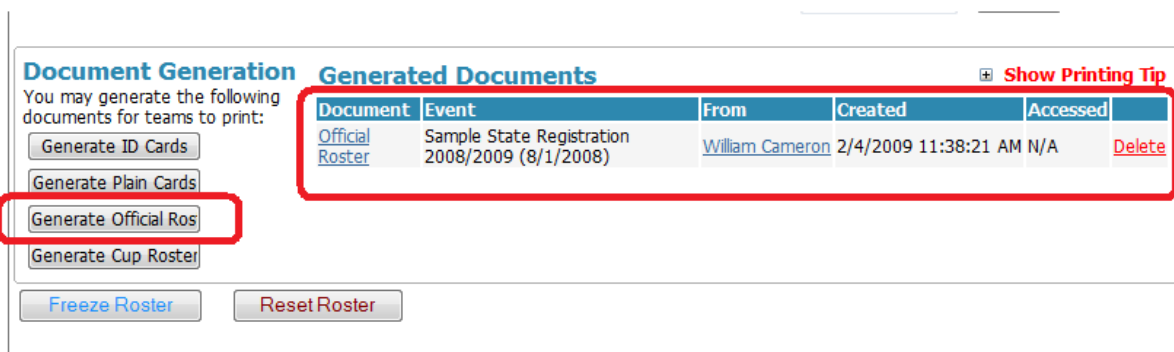 Document Generation
You may generate the following
documents for teams to print:
Generate ID Cards
Generate Plain Cards
Generate Official Ros
Generate Cup Roster
Generated Documents
Show Printing Tip
Document Event From Created Accessed
Official Roster Sample State Registration 2008/2009 (8/1/2008) William Cameron 2/4/2009 11:38:21 AM N/A Delete
Freeze Roster Reset Roster